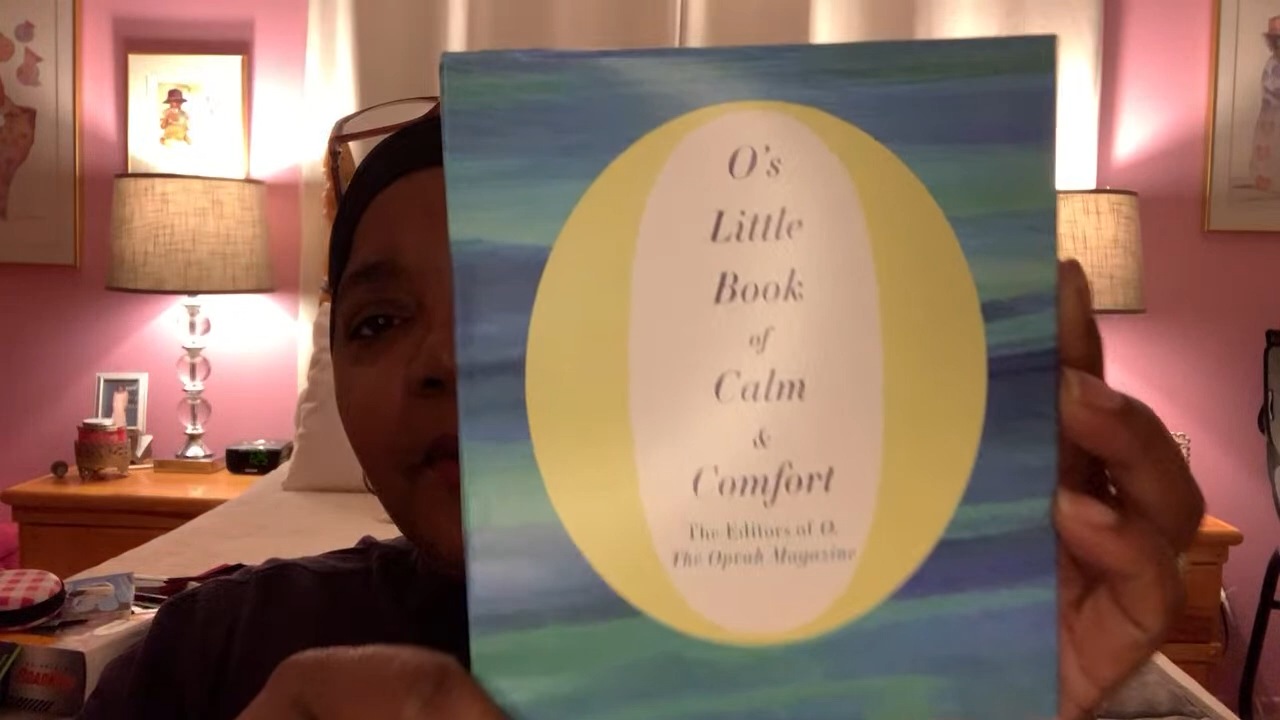 O's
Little
Book
of
Calm
&
Comfort
The Editors of O,
The Oprah Magazine